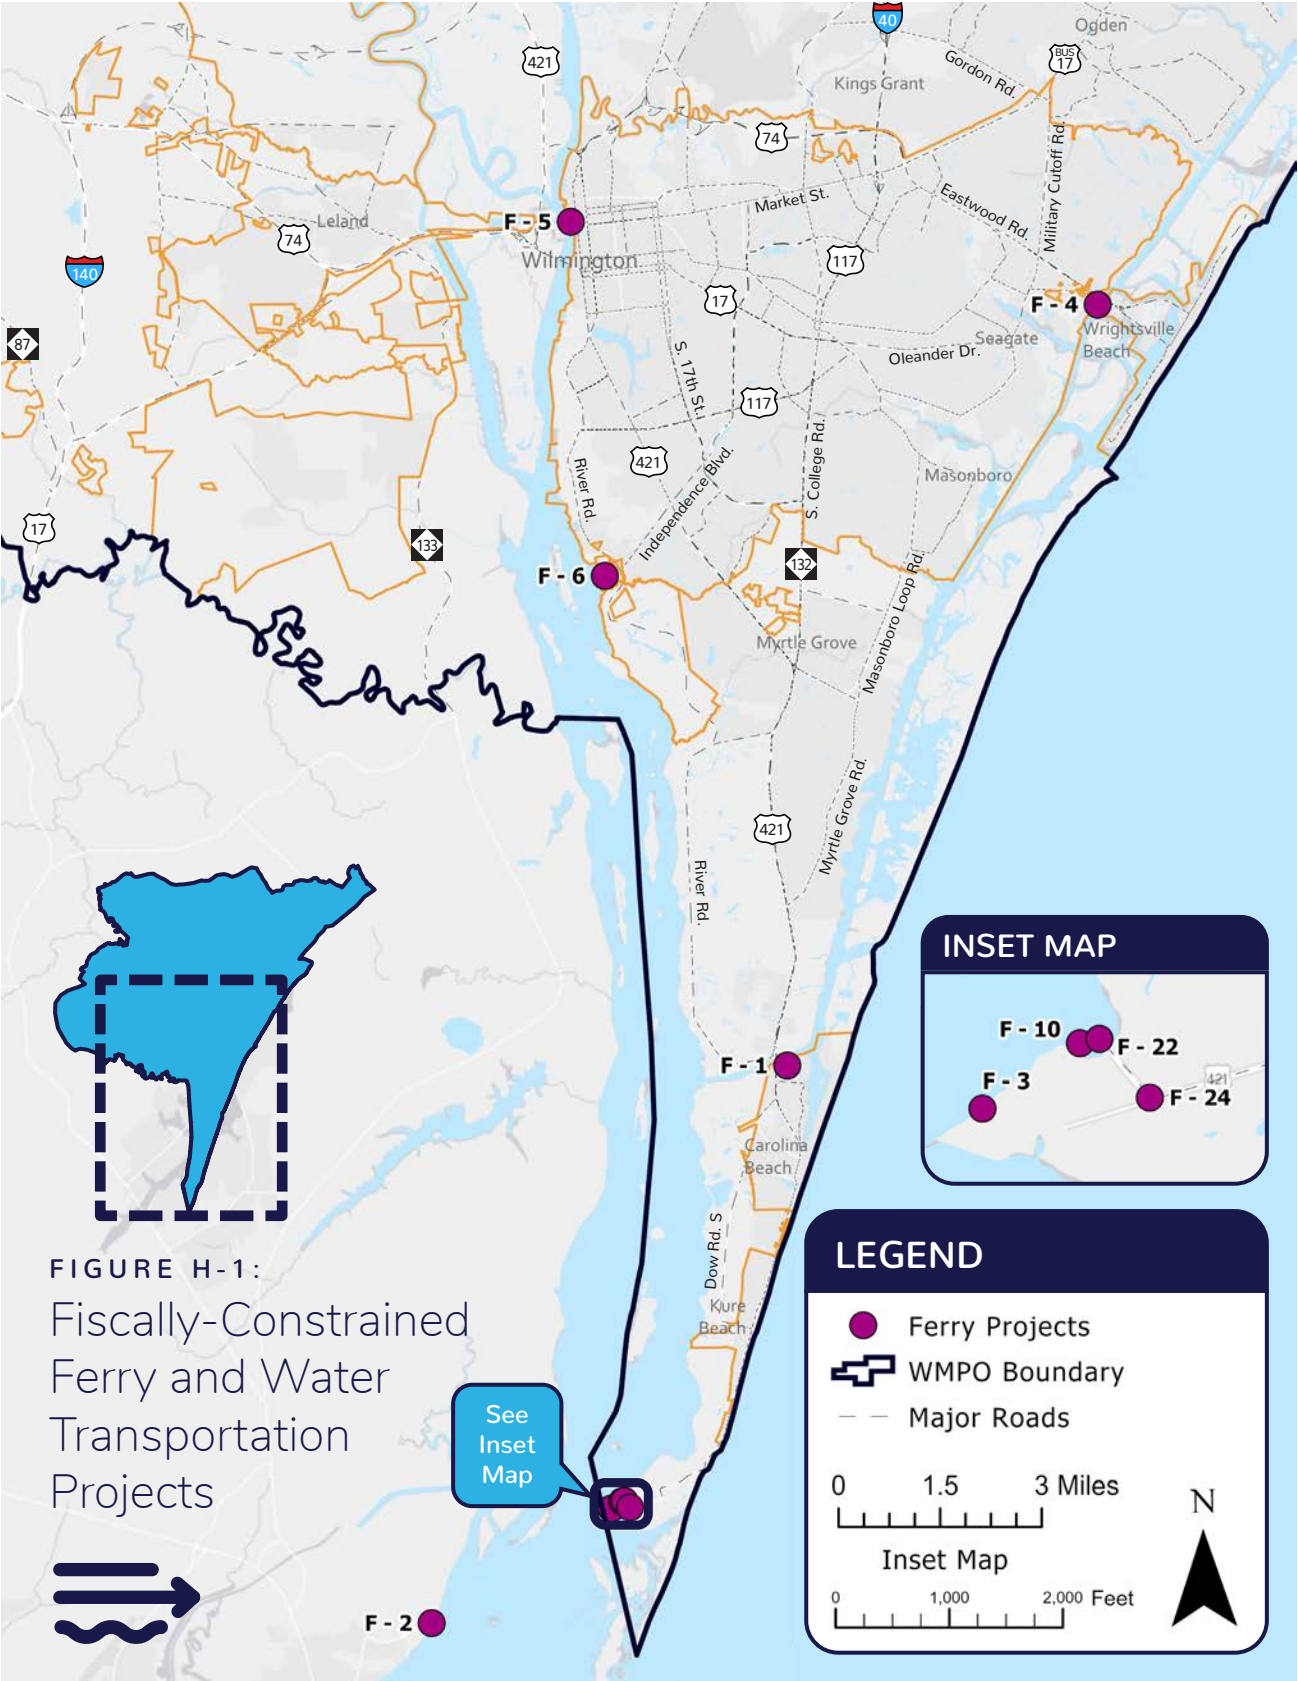 40
Ogden
421
BUS
17
Gordon Rd.
Kings Grant
74
Military Cutoff Rd.
Market St.
Eastwood Rd.
Leland
F - 5
74
Wilmington
117
140
17
F - 4
Wrightsville
Beach
87
Seagate
Oleander Dr.
S. 17th St.
117
S. College Rd.
421
Independence Blvd.
River Rd.
Masonboro
17
133
132
F - 6
Masonboro Loop Rd.
Myrtle Grove
Myrtle Grove Rd.
421
River Rd.
INSET MAP
F - 10
F - 22
F - 3
421
F - 24
F - 1
Carolina
Beach
Dow Rd. S
Kure
Beach
FIGURE H-1:
Fiscally-Constrained
Ferry and Water
Transportation
Projects
See
Inset
Map
F - 2
LEGEND
Ferry Projects
WMPO Boundary
Major Roads
0 1.5 3 Miles
Inset Map
0 1,000 2,000 Feet
N